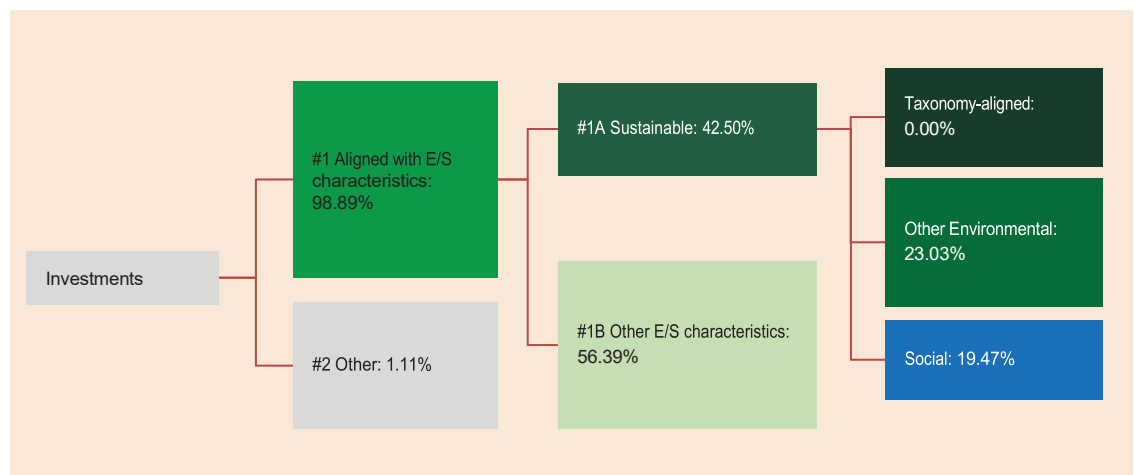 Investments
#1 Aligned with E/S
characteristics:
98.89%
#2 Other: 1.11%
#1A Sustainable: 42.50%
#1B Other E/S characteristics:
56.39%
Taxonomy-aligned:
0.00%
Other Environmental:
23.03%
Social: 19.47%